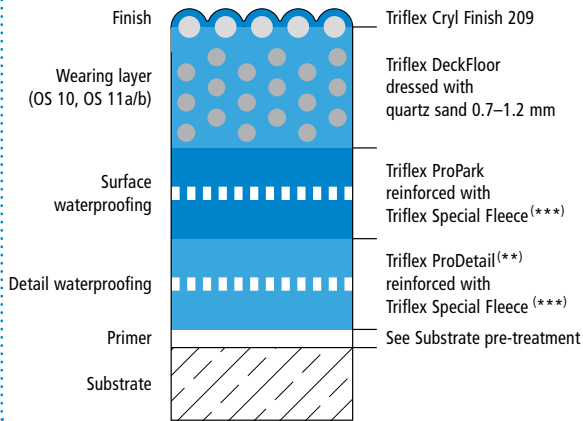 Finish
Triflex Cryl Finish 209
Wearing layer
(OS 10, OS 11a/b)
Triflex DeckFloor
dressed with
quartz sand 0.7–1.2 mm
Surface
waterproofing
Triflex ProPark
reinforced with
Triflex Special Fleece (***)
Detail waterproofing
Triflex ProDetail (**)
reinforced with
Triflex Special Fleece (***)
Primer
See Substrate pre-treatment
Substrate